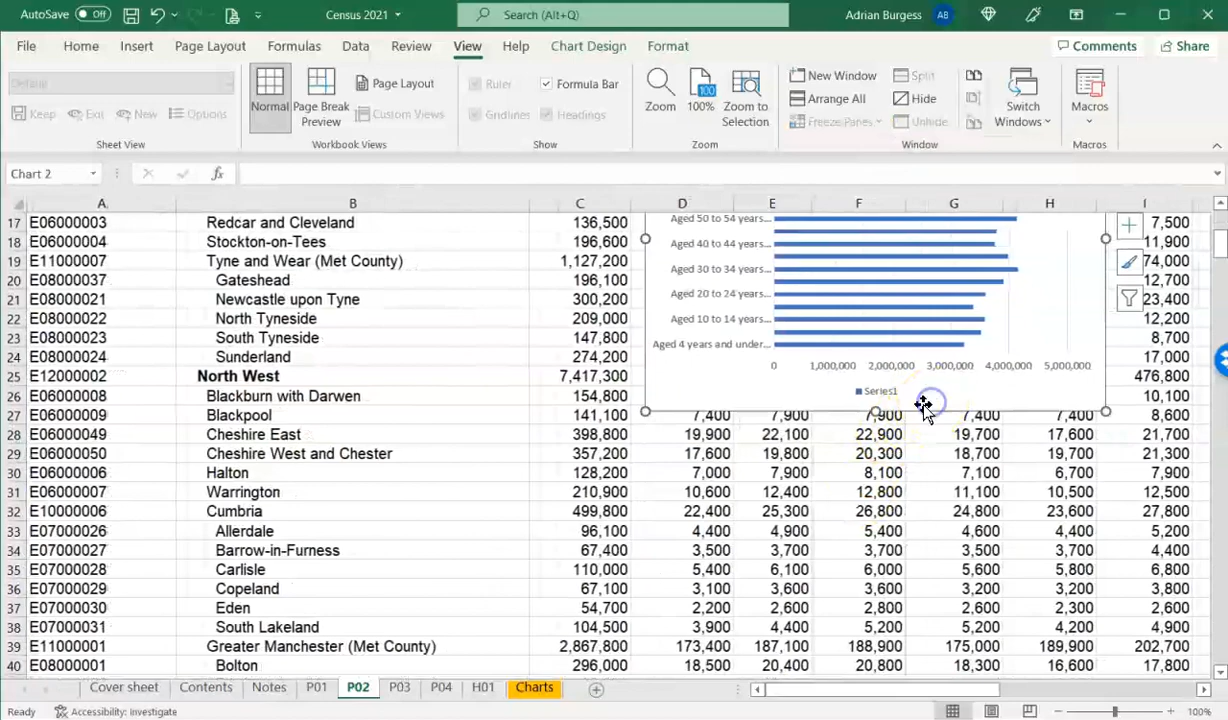 AutoSave Off Census 2021 Search (Alt+Q) Adrian Burgess AB
File Home Insert Page Layout Formulas Data Review View Help Chart Design Format Comments Share
Default
Keep Exit New Options
Sheet View
Normal Page Break Preview
Page Layout
Custom Views
Workbook Views
Ruler Formula Bar
Gridlines Headings
Show
Zoom 100% Zoom to Selection
100
Zoom
New Window
Arrange All
Freeze Panes
Split
Hide
Unhide
Switch Windows
Window
Macros
Macros
Chart 2 fx
A B C D E F G H I
17 E06000003 Redcar and Cleveland 136,500 7,500
18 E06000004 Stockton-on-Tees 196,600 11,900
19 E11000007 Tyne and Wear (Met County) 1,127,200 74,000
20 E08000037 Gateshead 196,100 12,700
21 E08000021 Newcastle upon Tyne 300,200 23,400
22 E08000022 North Tyneside 209,000 12,200
23 E08000023 South Tyneside 147,800 8,700
24 E08000024 Sunderland 274,200 17,000
25 E12000002 North West 7,417,300 476,800
26 E06000008 Blackburn with Darwen 154,800 10,100
27 E06000009 Blackpool 141,100 7,400 7,900 7,900 7,400 7,400 8,600
28 E06000049 Cheshire East 398,800 19,900 22,100 22,900 19,700 17,600 21,700
29 E06000050 Cheshire West and Chester 357,200 17,600 19,800 20,300 18,700 19,700 21,300
30 E06000006 Halton 128,200 7,000 7,900 8,100 7,100 6,700 7,900
31 E06000007 Warrington 210,900 10,600 12,400 12,800 11,100 10,500 12,500
32 E10000006 Cumbria 499,800 22,400 25,300 26,800 24,800 23,600 27,800
33 E07000026 Allerdale 96,100 4,400 4,900 5,400 4,600 4,400 5,200
34 E07000027 Barrow-in-Furness 67,400 3,500 3,700 3,700 3,500 3,700 4,400
35 E07000028 Carlisle 110,000 5,400 6,100 6,000 5,600 5,800 6,800
36 E07000029 Copeland 67,100 3,100 3,600 3,600 3,200 3,200 3,900
37 E07000030 Eden 54,700 2,200 2,600 2,800 2,600 2,300 2,600
38 E07000031 South Lakeland 104,500 3,900 4,400 5,200 5,200 4,200 4,900
39 E11000001 Greater Manchester (Met County) 2,867,800 173,400 187,100 188,900 175,000 189,900 202,700
40 E08000001 Bolton 296,000 18,500 20,400 20,800 18,300 16,600 17,800
Aged 50 to 54 years...
Aged 40 to 44 years...
Aged 30 to 34 years...
Aged 20 to 24 years...
Aged 10 to 14 years...
Aged 4 years and under...
0 1,000,000 2,000,000 3,000,000 4,000,000 5,000,000
Series1
Cover sheet Contents Notes P01 P02 P03 P04 H01 Charts
Ready Accessibility: Investigate 100%